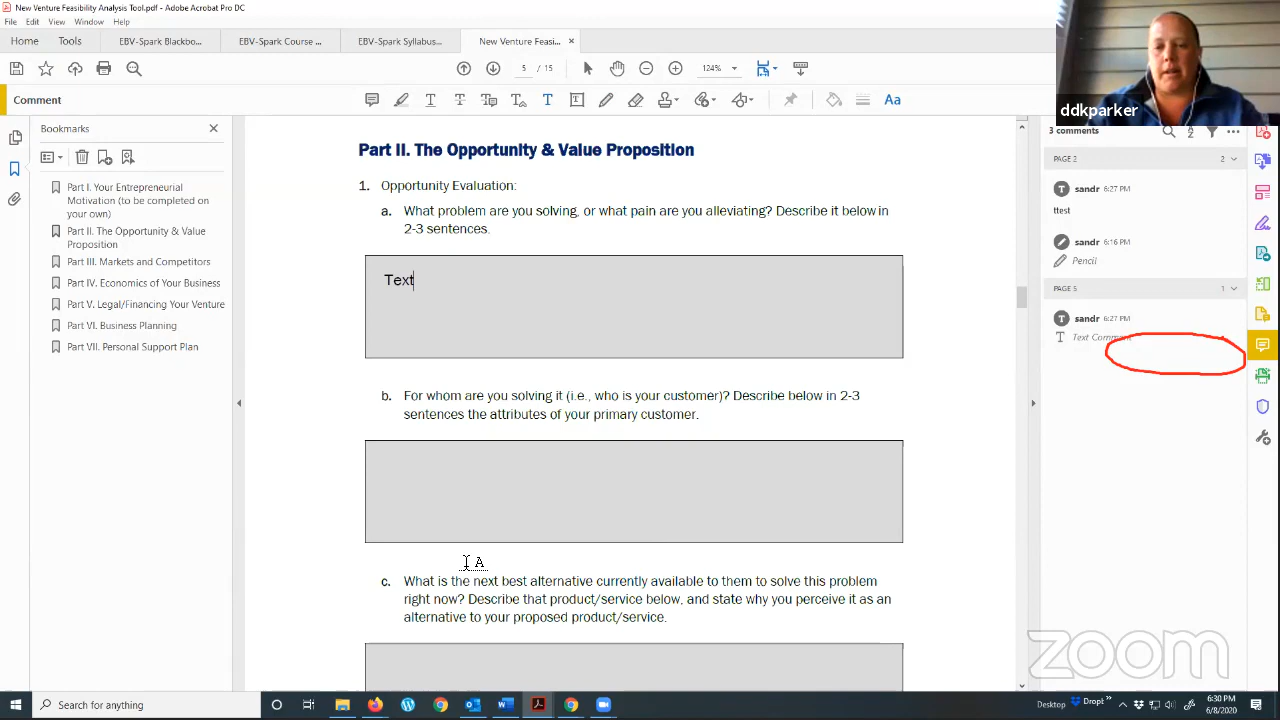 New Venture Feasibility Analysis Tool.pdf - Adobe Acrobat Pro DC
File Edit View Window Help
Home Tools EBV-Spark Blackbo... EBV-Spark Course ... EBV-Spark Syllabus... New Venture Feasi... ×
5 / 15 124%
Comment
Aa
ddkparker
Bookmarks
Part I. Your Entrepreneurial
Motivation (to be completed on
your own)
Part II. The Opportunity & Value
Proposition
Part III. Markets and Competitors
Part IV. Economics of Your Business
Part V. Legal/Financing Your Venture
Part VI. Business Planning
Part VII. Personal Support Plan
Part II. The Opportunity & Value Proposition
1. Opportunity Evaluation:
a. What problem are you solving, or what pain are you alleviating? Describe it below in
2-3 sentences.
Text
b. For whom are you solving it (i.e., who is your customer)? Describe below in 2-3
sentences the attributes of your primary customer.
c. What is the next best alternative currently available to them to solve this problem
right now? Describe that product/service below, and state why you perceive it as an
alternative to your proposed product/service.
3 comments
PAGE 2 2
T sandr 6:27 PM
ttest
sandr 6:16 PM
Pencil
PAGE 5 1
T sandr 6:27 PM
T Text Comment
zoom
Search for anything
Desktop Dropt
6:30 PM
6/8/2020